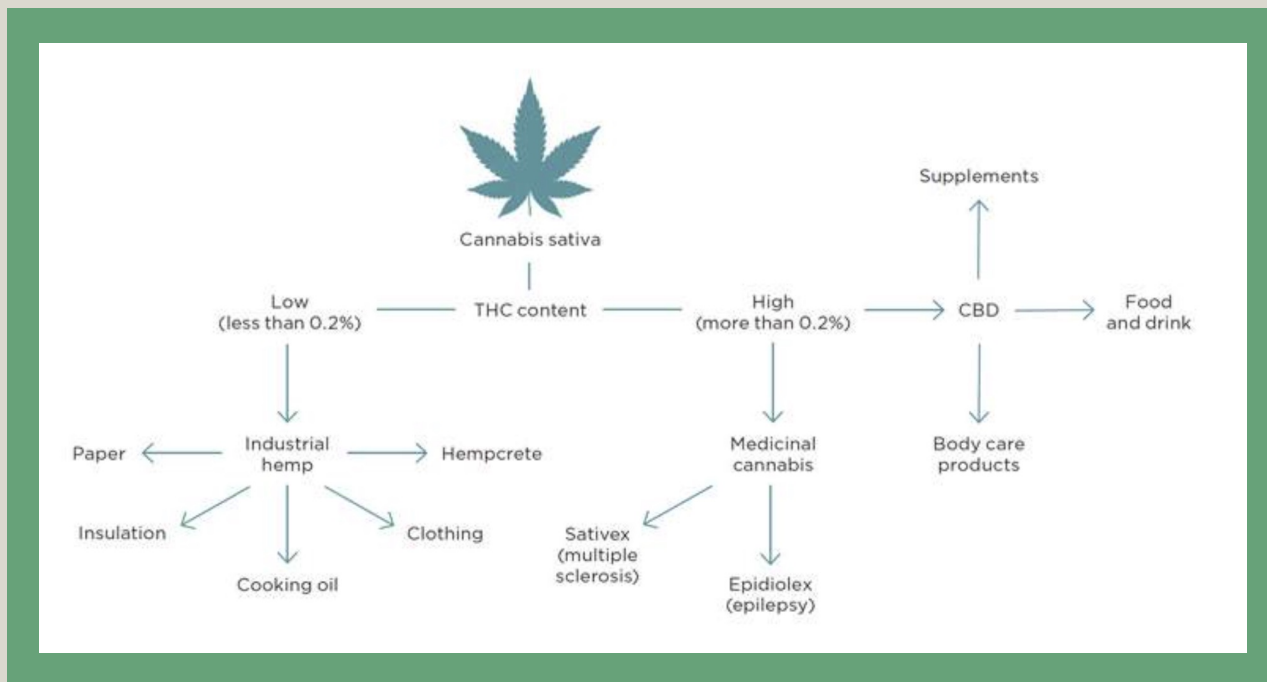 Cannabis sativa
THC content
Low
(less than 0.2%)
High
(more than 0.2%)
CBD
Supplements
Food
and drink
Body care
products
Industrial
hemp
Paper
Hempcrete
Insulation
Clothing
Cooking oil
Medicinal
cannabis
Sativex
(multiple
sclerosis)
Epidiolex
(epilepsy)